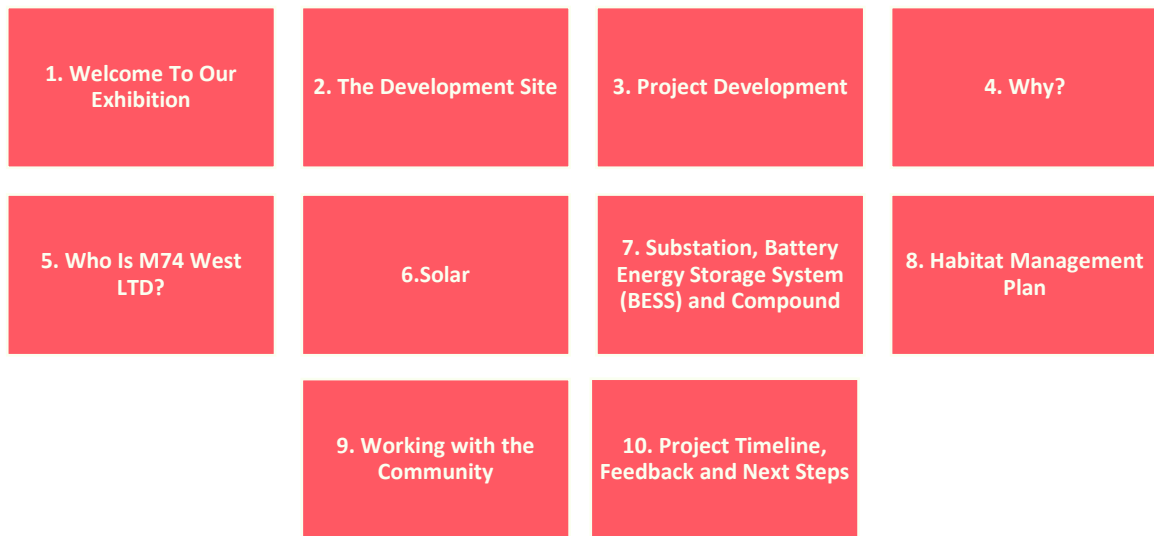 1. Welcome To Our
Exhibition
2. The Development Site
3. Project Development
4. Why?
5. Who Is M74 West
LTD?
6.Solar
7. Substation, Battery
Energy Storage System
(BESS) and Compound
8. Habitat Management
Plan
9. Working with the
Community
10. Project Timeline,
Feedback and Next Steps